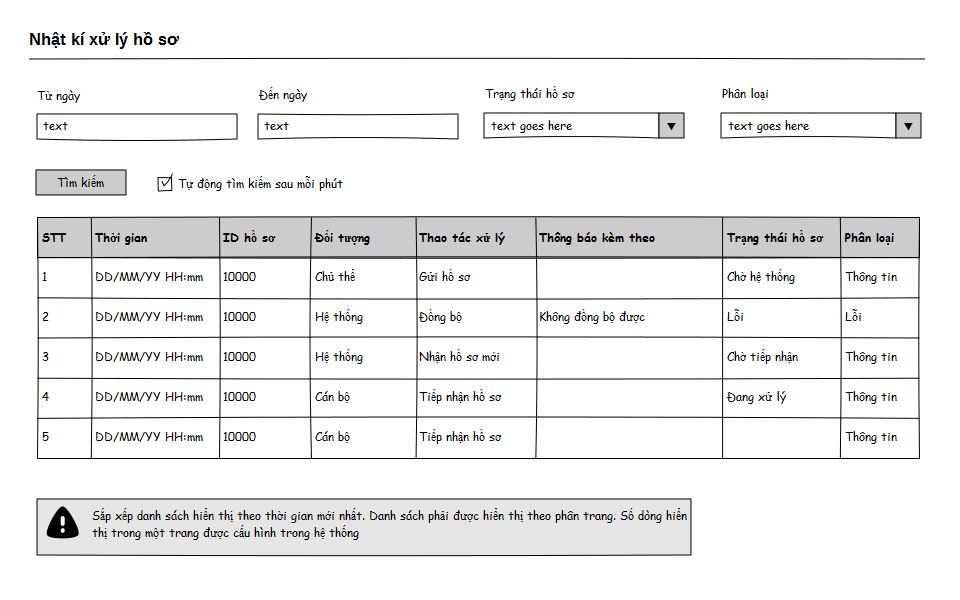 Nhật kí xử lý hồ sơ
Từ ngày Đến ngày Trạng thái hồ sơ Phân loại
text text text goes here text goes here
Tìm kiếm Tự động tìm kiếm sau mỗi phút
STT Thời gian ID hồ sơ Đối tượng Thao tác xử lý Thông báo kèm theo Trạng thái hồ sơ Phân loại
1 DD/MM/YY HH:mm 10000 Chủ thể Gửi hồ sơ Chờ hệ thống Thông tin
2 DD/MM/YY HH:mm 10000 Hệ thống Đồng bộ Không đồng bộ được Lỗi Lỗi
3 DD/MM/YY HH:mm 10000 Hệ thống Nhận hồ sơ mới Chờ tiếp nhận Thông tin
4 DD/MM/YY HH:mm 10000 Cán bộ Tiếp nhận hồ sơ Đang xử lý Thông tin
5 DD/MM/YY HH:mm 10000 Cán bộ Tiếp nhận hồ sơ Thông tin
Sắp xếp danh sách hiển thị theo thời gian mới nhất. Danh sách phải được hiển thị theo phân trang. Số dòng hiển
thị trong một trang được cấu hình trong hệ thống